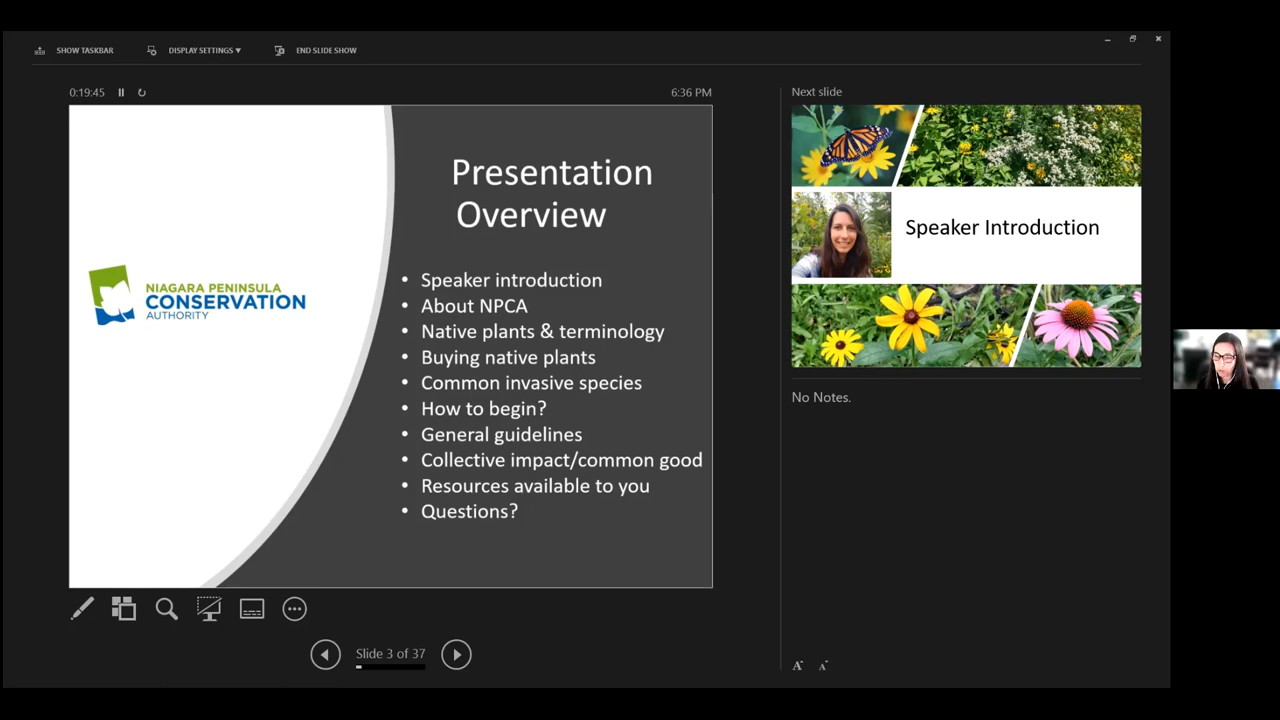 SHOW TASKBAR
DISPLAY SETTINGS ▼
END SLIDE SHOW
0:19:45
6:36 PM
Presentation
Overview
NIAGARA PENINSULA
CONSERVATION
AUTHORITY
• Speaker introduction
• About NPCA
• Native plants & terminology
• Buying native plants
• Common invasive species
• How to begin?
• General guidelines
• Collective impact/common good
• Resources available to you
• Questions?
Slide 3 of 37
Next slide
Speaker Introduction
No Notes.
A A